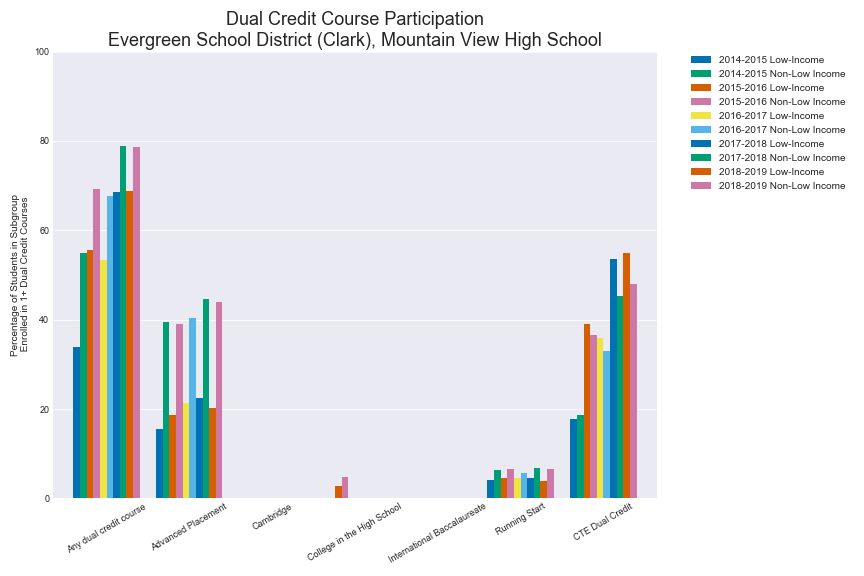 Dual Credit Course Participation
Evergreen School District (Clark), Mountain View High School
Percentage of Students in Subgroup
Enrolled in 1+ Dual Credit Courses
100
80
60
40
20
0
Any dual credit course
Advanced Placement
Cambridge
College in the High School
International Baccalaureate
Running Start
CTE Dual Credit
2014-2015 Low-Income
2014-2015 Non-Low Income
2015-2016 Low-Income
2015-2016 Non-Low Income
2016-2017 Low-Income
2016-2017 Non-Low Income
2017-2018 Low-Income
2017-2018 Non-Low Income
2018-2019 Low-Income
2018-2019 Non-Low Income